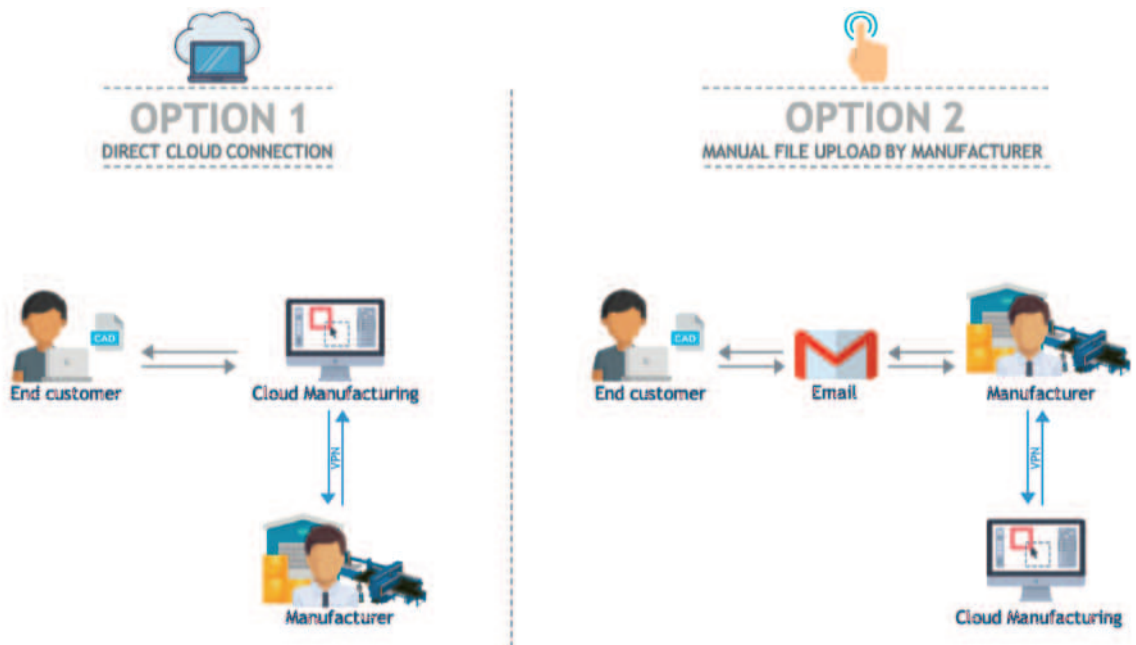 OPTION 1
DIRECT CLOUD CONNECTION
CAD
End customer
Cloud Manufacturing
VPN
Manufacturer
OPTION 2
MANUAL FILE UPLOAD BY MANUFACTURER
CAD
End customer
Email
Manufacturer
VPN
Cloud Manufacturing